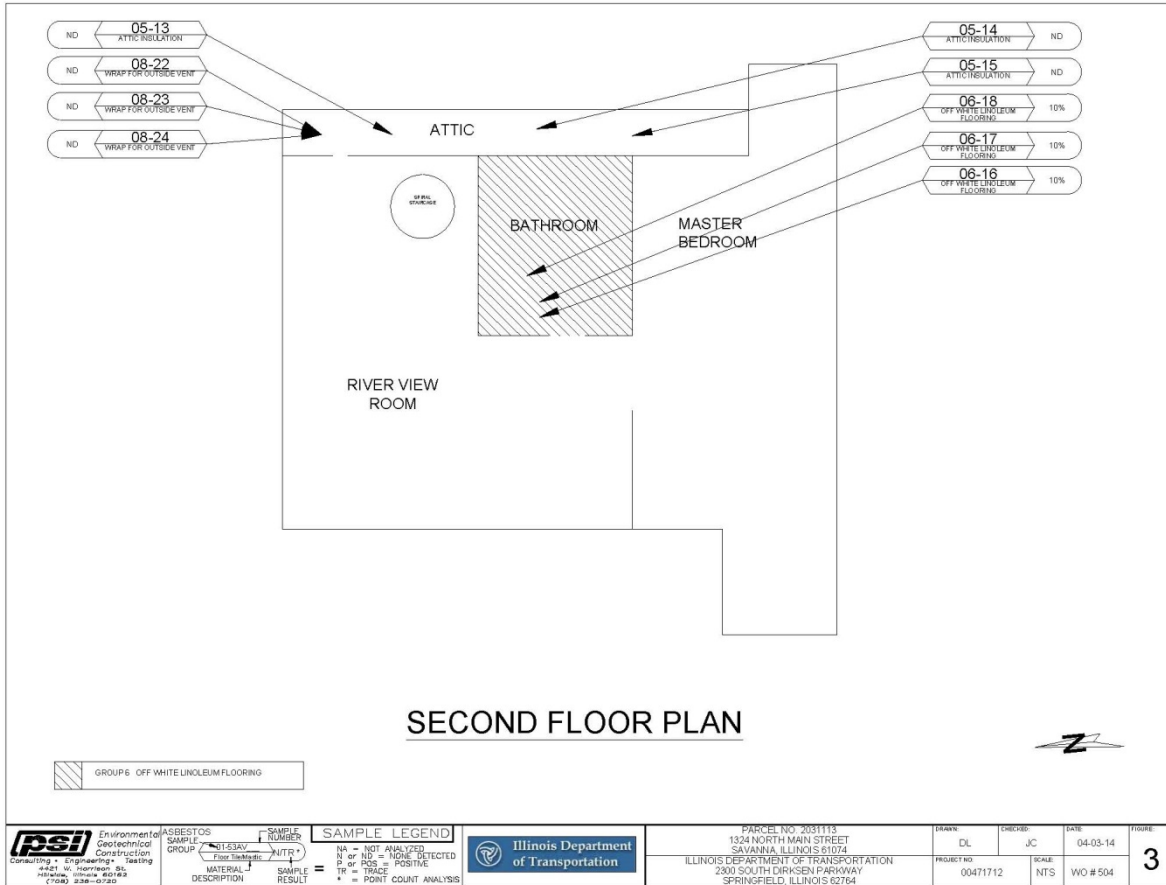 ND
05-13
ATTIC INSULATION
ND
08-22
WRAP FOR OUTSIDE VENT
ND
08-23
WRAP FOR OUTSIDE VENT
ND
08-24
WRAP FOR OUTSIDE VENT
05-14
ATTIC INSULATION
ND
05-15
ATTIC INSULATION
ND
06-18
OFF WHITE LINOLEUM
FLOORING
10%
06-17
OFF WHITE LINOLEUM
FLOORING
10%
06-16
OFF WHITE LINOLEUM
FLOORING
10%
ATTIC
SPIRAL
STAIRCASE
BATHROOM
MASTER
BEDROOM
RIVER VIEW
ROOM
SECOND FLOOR PLAN
Z
GROUP 6 OFF WHITE LINOLEUM FLOORING
psi
Environmental
Geotechnical
Construction
Consulting • Engineering • Testing
4421 W. Harrison St.
Hillside, Illinois 60162
(708) 236-0720
ASBESTOS
SAMPLE
GROUP
SAMPLE
NUMBER
01-53AV
Floor Tile/Mastic
N/TR *
MATERIAL
DESCRIPTION
SAMPLE
RESULT
=
SAMPLE LEGEND
NA = NOT ANALYZED
N or ND = NONE DETECTED
P or POS = POSITIVE
TR = TRACE
* = POINT COUNT ANALYSIS
Illinois Department
of Transportation
PARCEL NO. 2031113
1324 NORTH MAIN STREET
SAVANNA, ILLINOIS 61074
ILLINOIS DEPARTMENT OF TRANSPORTATION
2300 SOUTH DIRKSEN PARKWAY
SPRINGFIELD, ILLINOIS 62764
DRAWN:
DL
CHECKED:
JC
DATE:
04-03-14
FIGURE:
3
PROJECT NO:
00471712
SCALE:
NTS
WO # 504